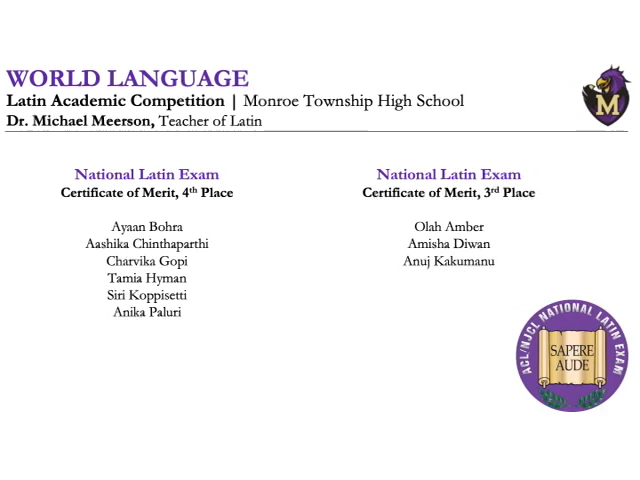 WORLD LANGUAGE
Latin Academic Competition | Monroe Township High School
Dr. Michael Meerson, Teacher of Latin
M
National Latin Exam
Certificate of Merit, 4th Place
Ayaan Bohra
Aashika Chinthaparthi
Charvika Gopi
Tamia Hyman
Siri Koppisetti
Anika Paluri
National Latin Exam
Certificate of Merit, 3rd Place
Olah Amber
Amisha Diwan
Anuj Kakumanu
ACL/NJCL NATIONAL LATIN EXAM
SAPERE
AUDE